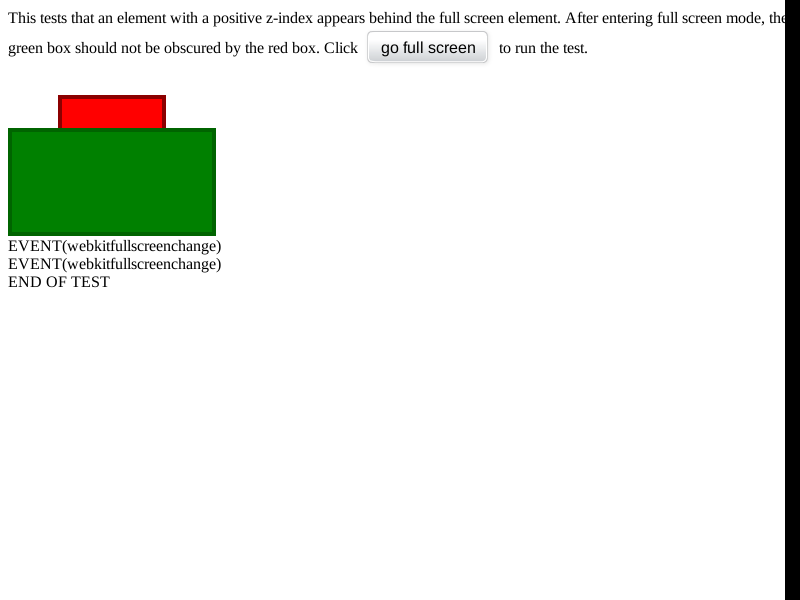 This tests that an element with a positive z-index appears behind the full screen element. After entering full screen mode, the
green box should not be obscured by the red box. Click go full screen to run the test.
EVENT(webkitfullscreenchange)
EVENT(webkitfullscreenchange)
END OF TEST